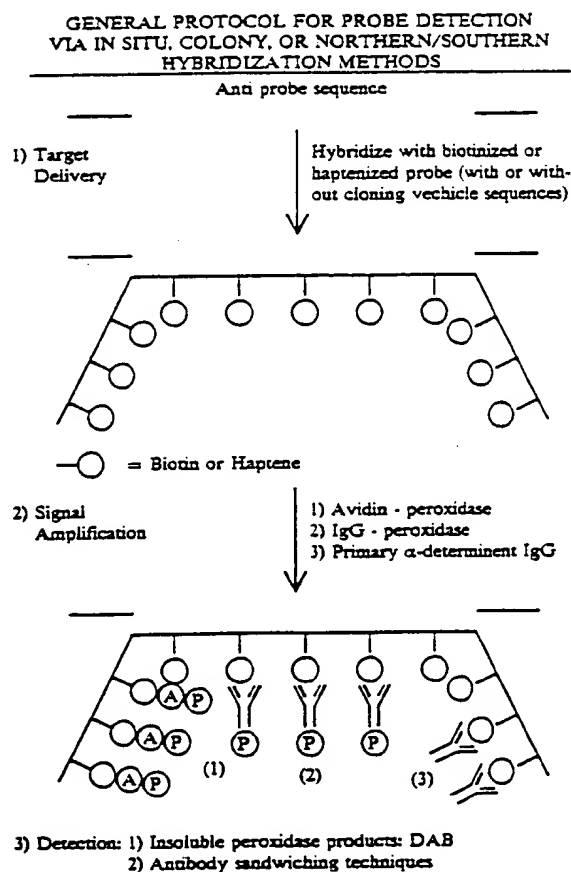 GENERAL PROTOCOL FOR PROBE DETECTION
VIA IN SITU, COLONY, OR NORTHERN/SOUTHERN
HYBRIDIZATION METHODS
Anti probe sequence
1) Target
Delivery
Hybridize with biotinized or
haptenized probe (with or with-
out cloning vechicle sequences)
= Biotin or Haptene
2) Signal
Amplification
1) Avidin - peroxidase
2) IgG - peroxidase
3) Primary α-determinent IgG
A P
A P P P P
A P (1) (2) (3)
3) Detection: 1) Insoluble peroxidase products: DAB
2) Antibody sandwiching techniques